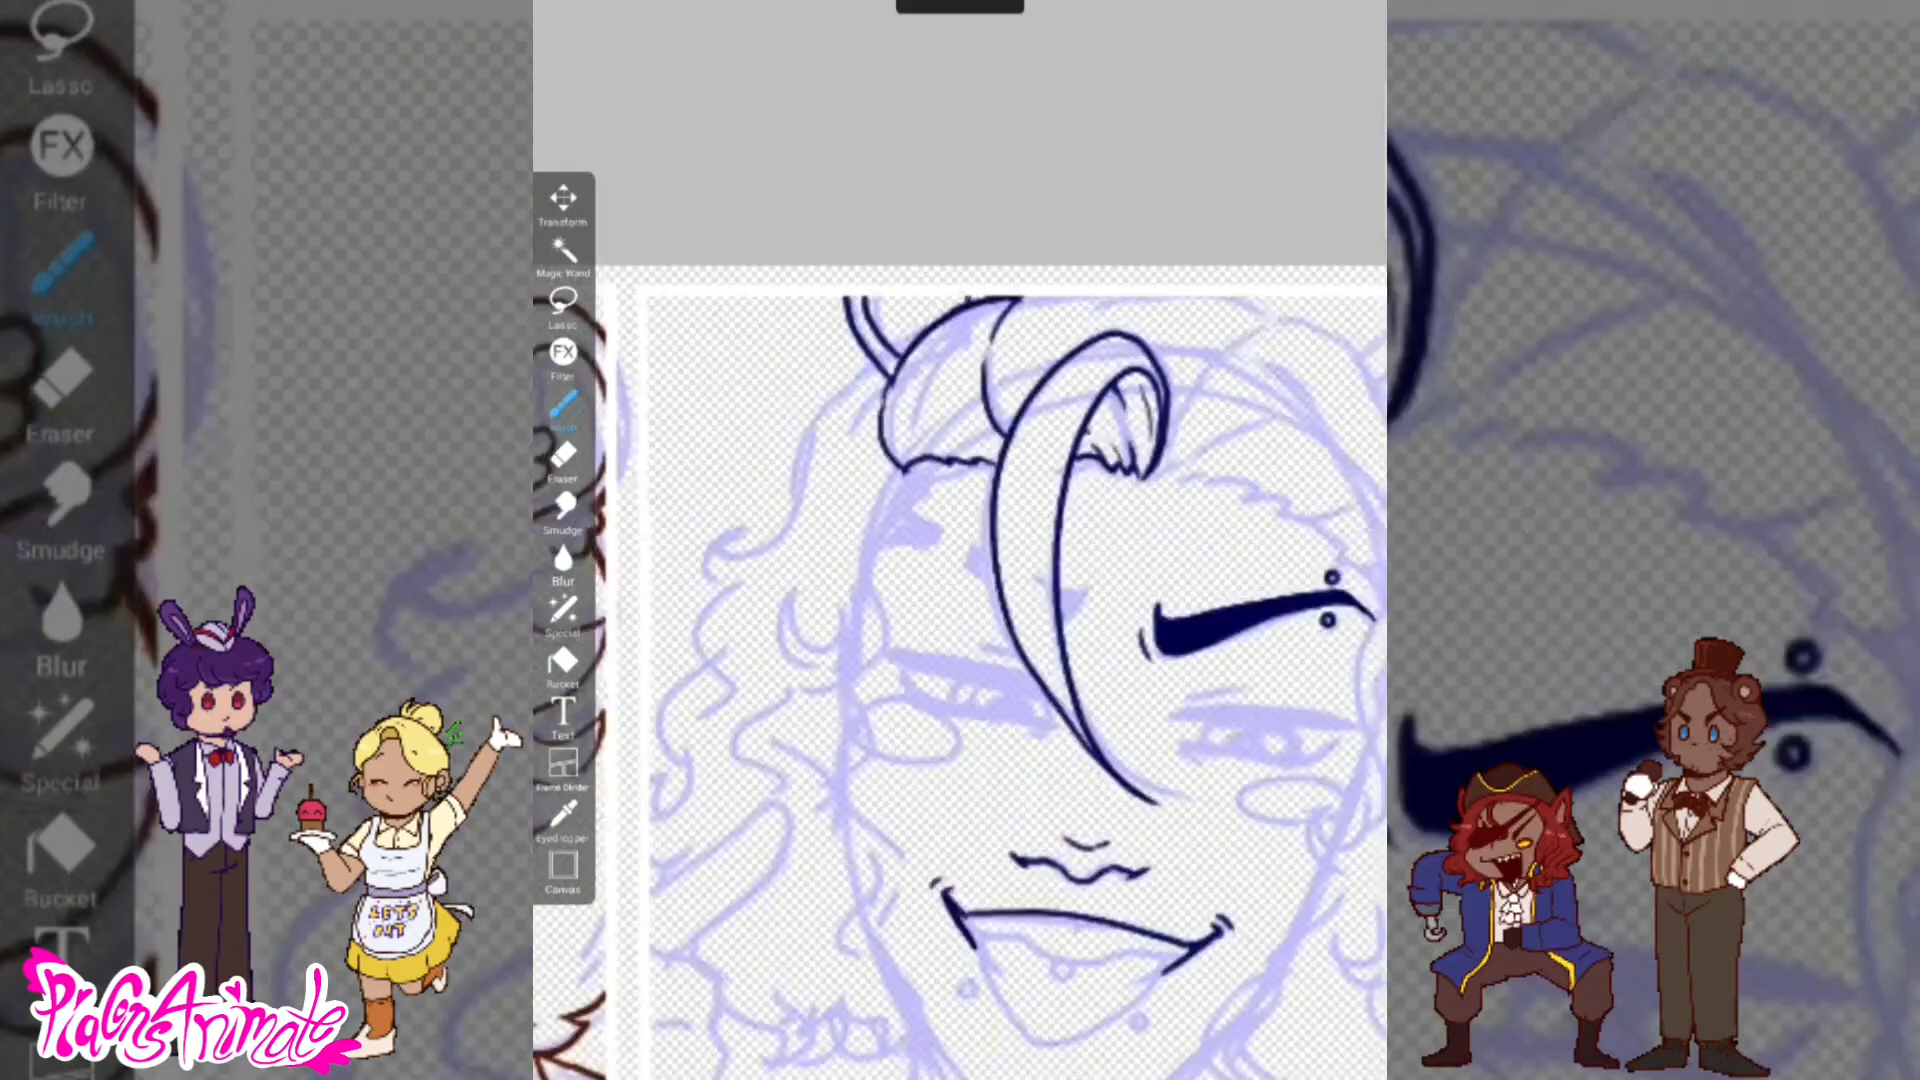 Lasso
FX
Filter
Brush
Eraser
Smudge
Blur
Special
Bucket
T
Transform
Magic Wand
Lasso
FX
Filter
Brush
Eraser
Smudge
Blur
Special
Bucket
T
Text
Frame Divider
Eyedropper
Canvas
LET'S
EAT